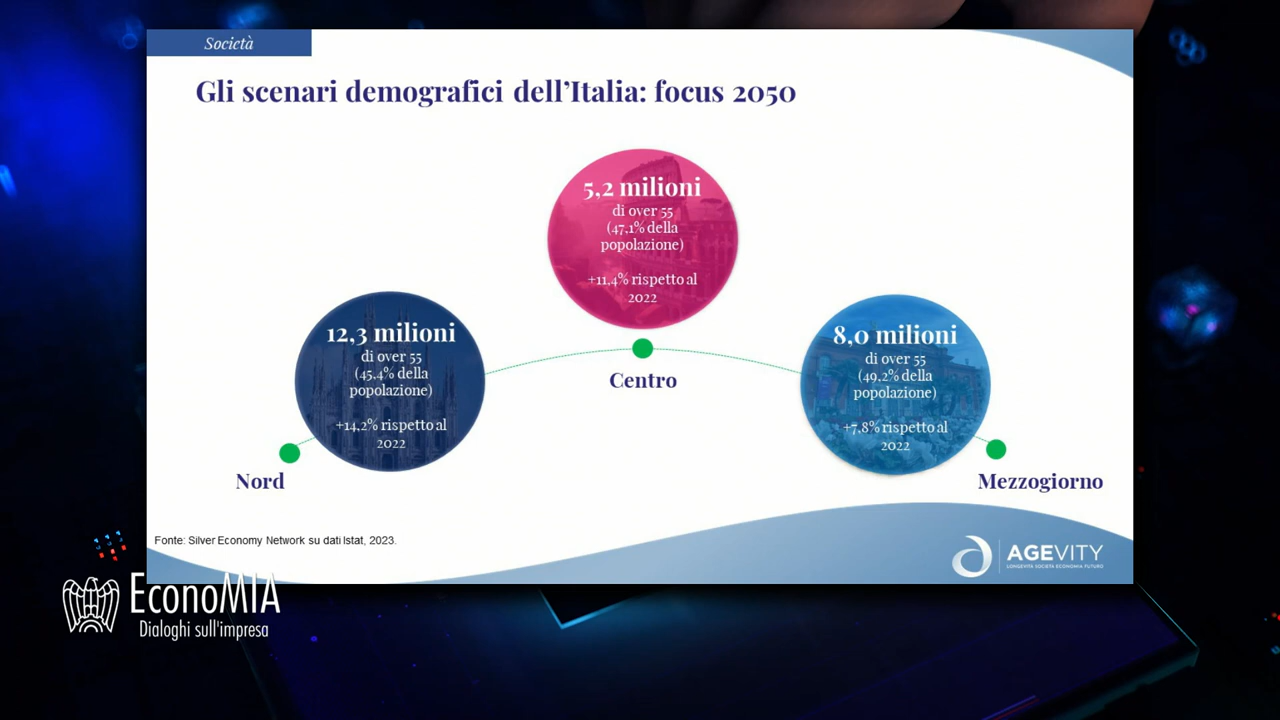 Società
Gli scenari demografici dell’Italia: focus 2050
5,2 milioni
di over 55
(47,1% della
popolazione)
+11,4% rispetto al
2022
12,3 milioni
di over 55
(45,4% della
popolazione)
+14,2% rispetto al
2022
8,0 milioni
di over 55
(49,2% della
popolazione)
+7,8% rispetto al
2022
Centro
Nord
Mezzogiorno
Fonte: Silver Economy Network su dati Istat, 2023.
AGEVITY
LONGEVITÀ SOCIETÀ ECONOMIA FUTURO
EconoMIA
Dialoghi sull'impresa